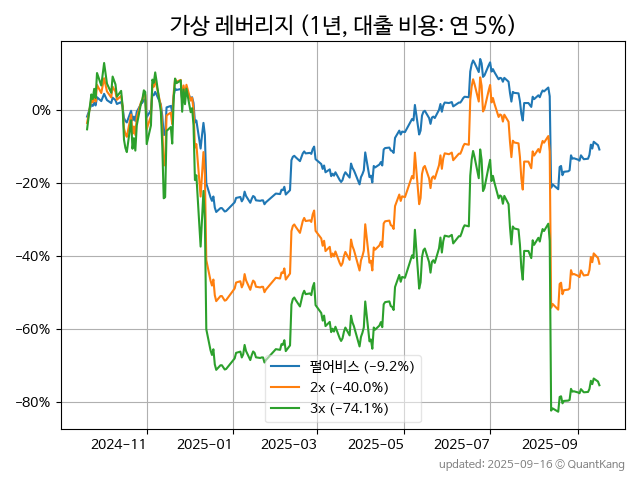 가상 레버리지 (1년, 대출 비용: 연 5%)
0%
−20%
−40%
−60%
−80%
펄어비스 (−9.2%)
2x (−40.0%)
3x (−74.1%)
2024-11
2025-01
2025-03
2025-05
2025-07
2025-09
updated: 2025-09-16 © QuantKang